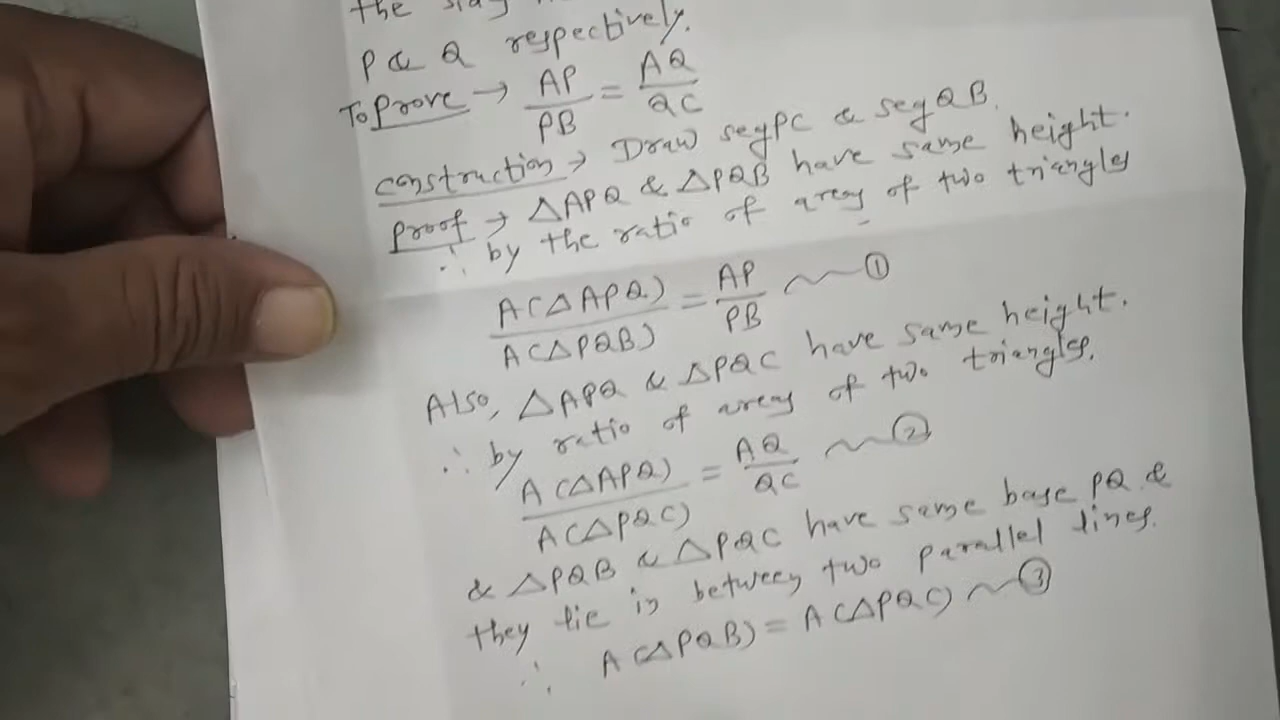 the
P & Q respectively.
To Prove → AP/PB = AQ/QC
Construction → Draw seg PC & seg QB.
Proof → △APQ & △PQB have same height.
∴ by the ratio of areas of two triangles
A(△APQ)/A(△PQB) = AP/PB ~ ①
Also, △APQ & △PQC have same height.
∴ by ratio of areas of two triangles.
A(△APQ)/A(△PQC) = AQ/QC ~ ②
& △PQB & △PQC have same base PQ &
they lie in between two parallel lines.
∴ A(△PQB) = A(△PQC) ~ ③